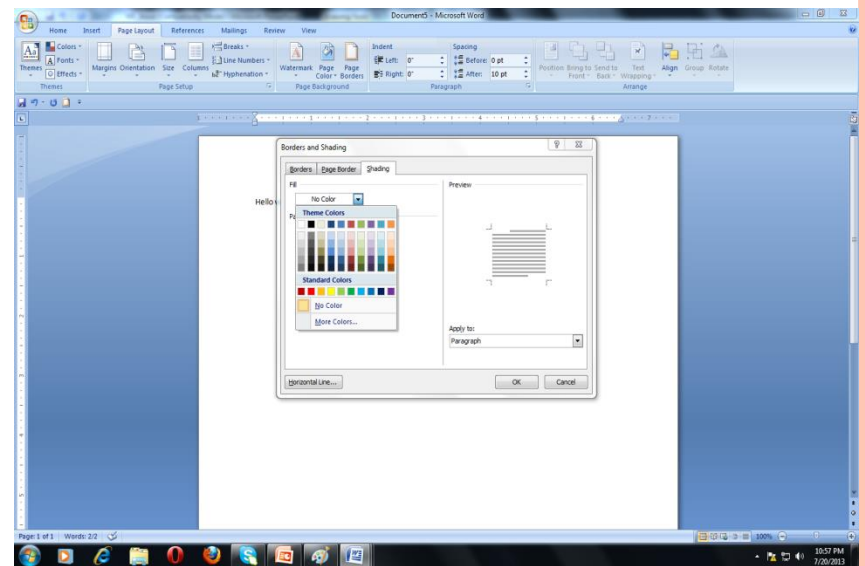 Document5 - Microsoft Word
Home Insert Page Layout References Mailings Review View
Aa Colors Breaks Indent Spacing
A Fonts Line Numbers Left: 0" Before: 0 pt
Themes Effects Margins Orientation Size Columns Hyphenation Watermark Page Color Page Borders Right: 0" After: 10 pt Position Bring to Front Send to Back Text Wrapping Align Group Rotate
Themes Page Setup Page Background Paragraph Arrange
Borders and Shading
Borders Page Border Shading
Fill Preview
Hello
No Color
Theme Colors
Standard Colors
No Color
More Colors...
Apply to:
Paragraph
Horizontal Line... OK Cancel
Page: 1 of 1 Words: 2/2 100%
10:57 PM
7/20/2013